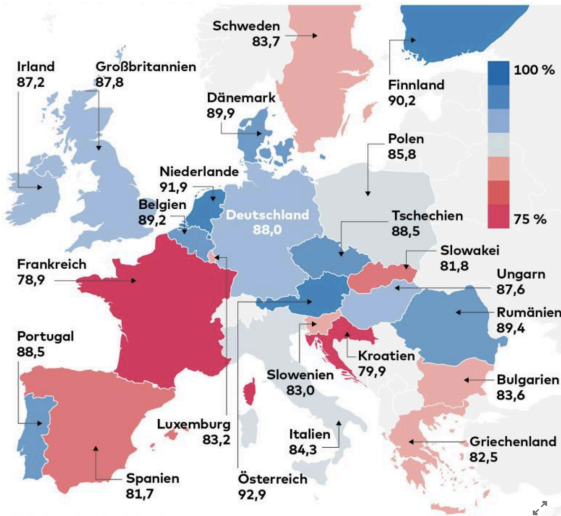 Schweden
83,7
Irland
87,2
Großbritannien
87,8
Finnland
90,2
100 %
Dänemark
89,9
Polen
85,8
Niederlande
91,9
Belgien
89,2
Deutschland
88,0
Tschechien
88,5
75 %
Slowakei
81,8
Frankreich
78,9
Ungarn
87,6
Rumänien
89,4
Portugal
88,5
Kroatien
79,9
Slowenien
83,0
Bulgarien
83,6
Luxemburg
83,2
Italien
84,3
Griechenland
82,5
Spanien
81,7
Österreich
92,9